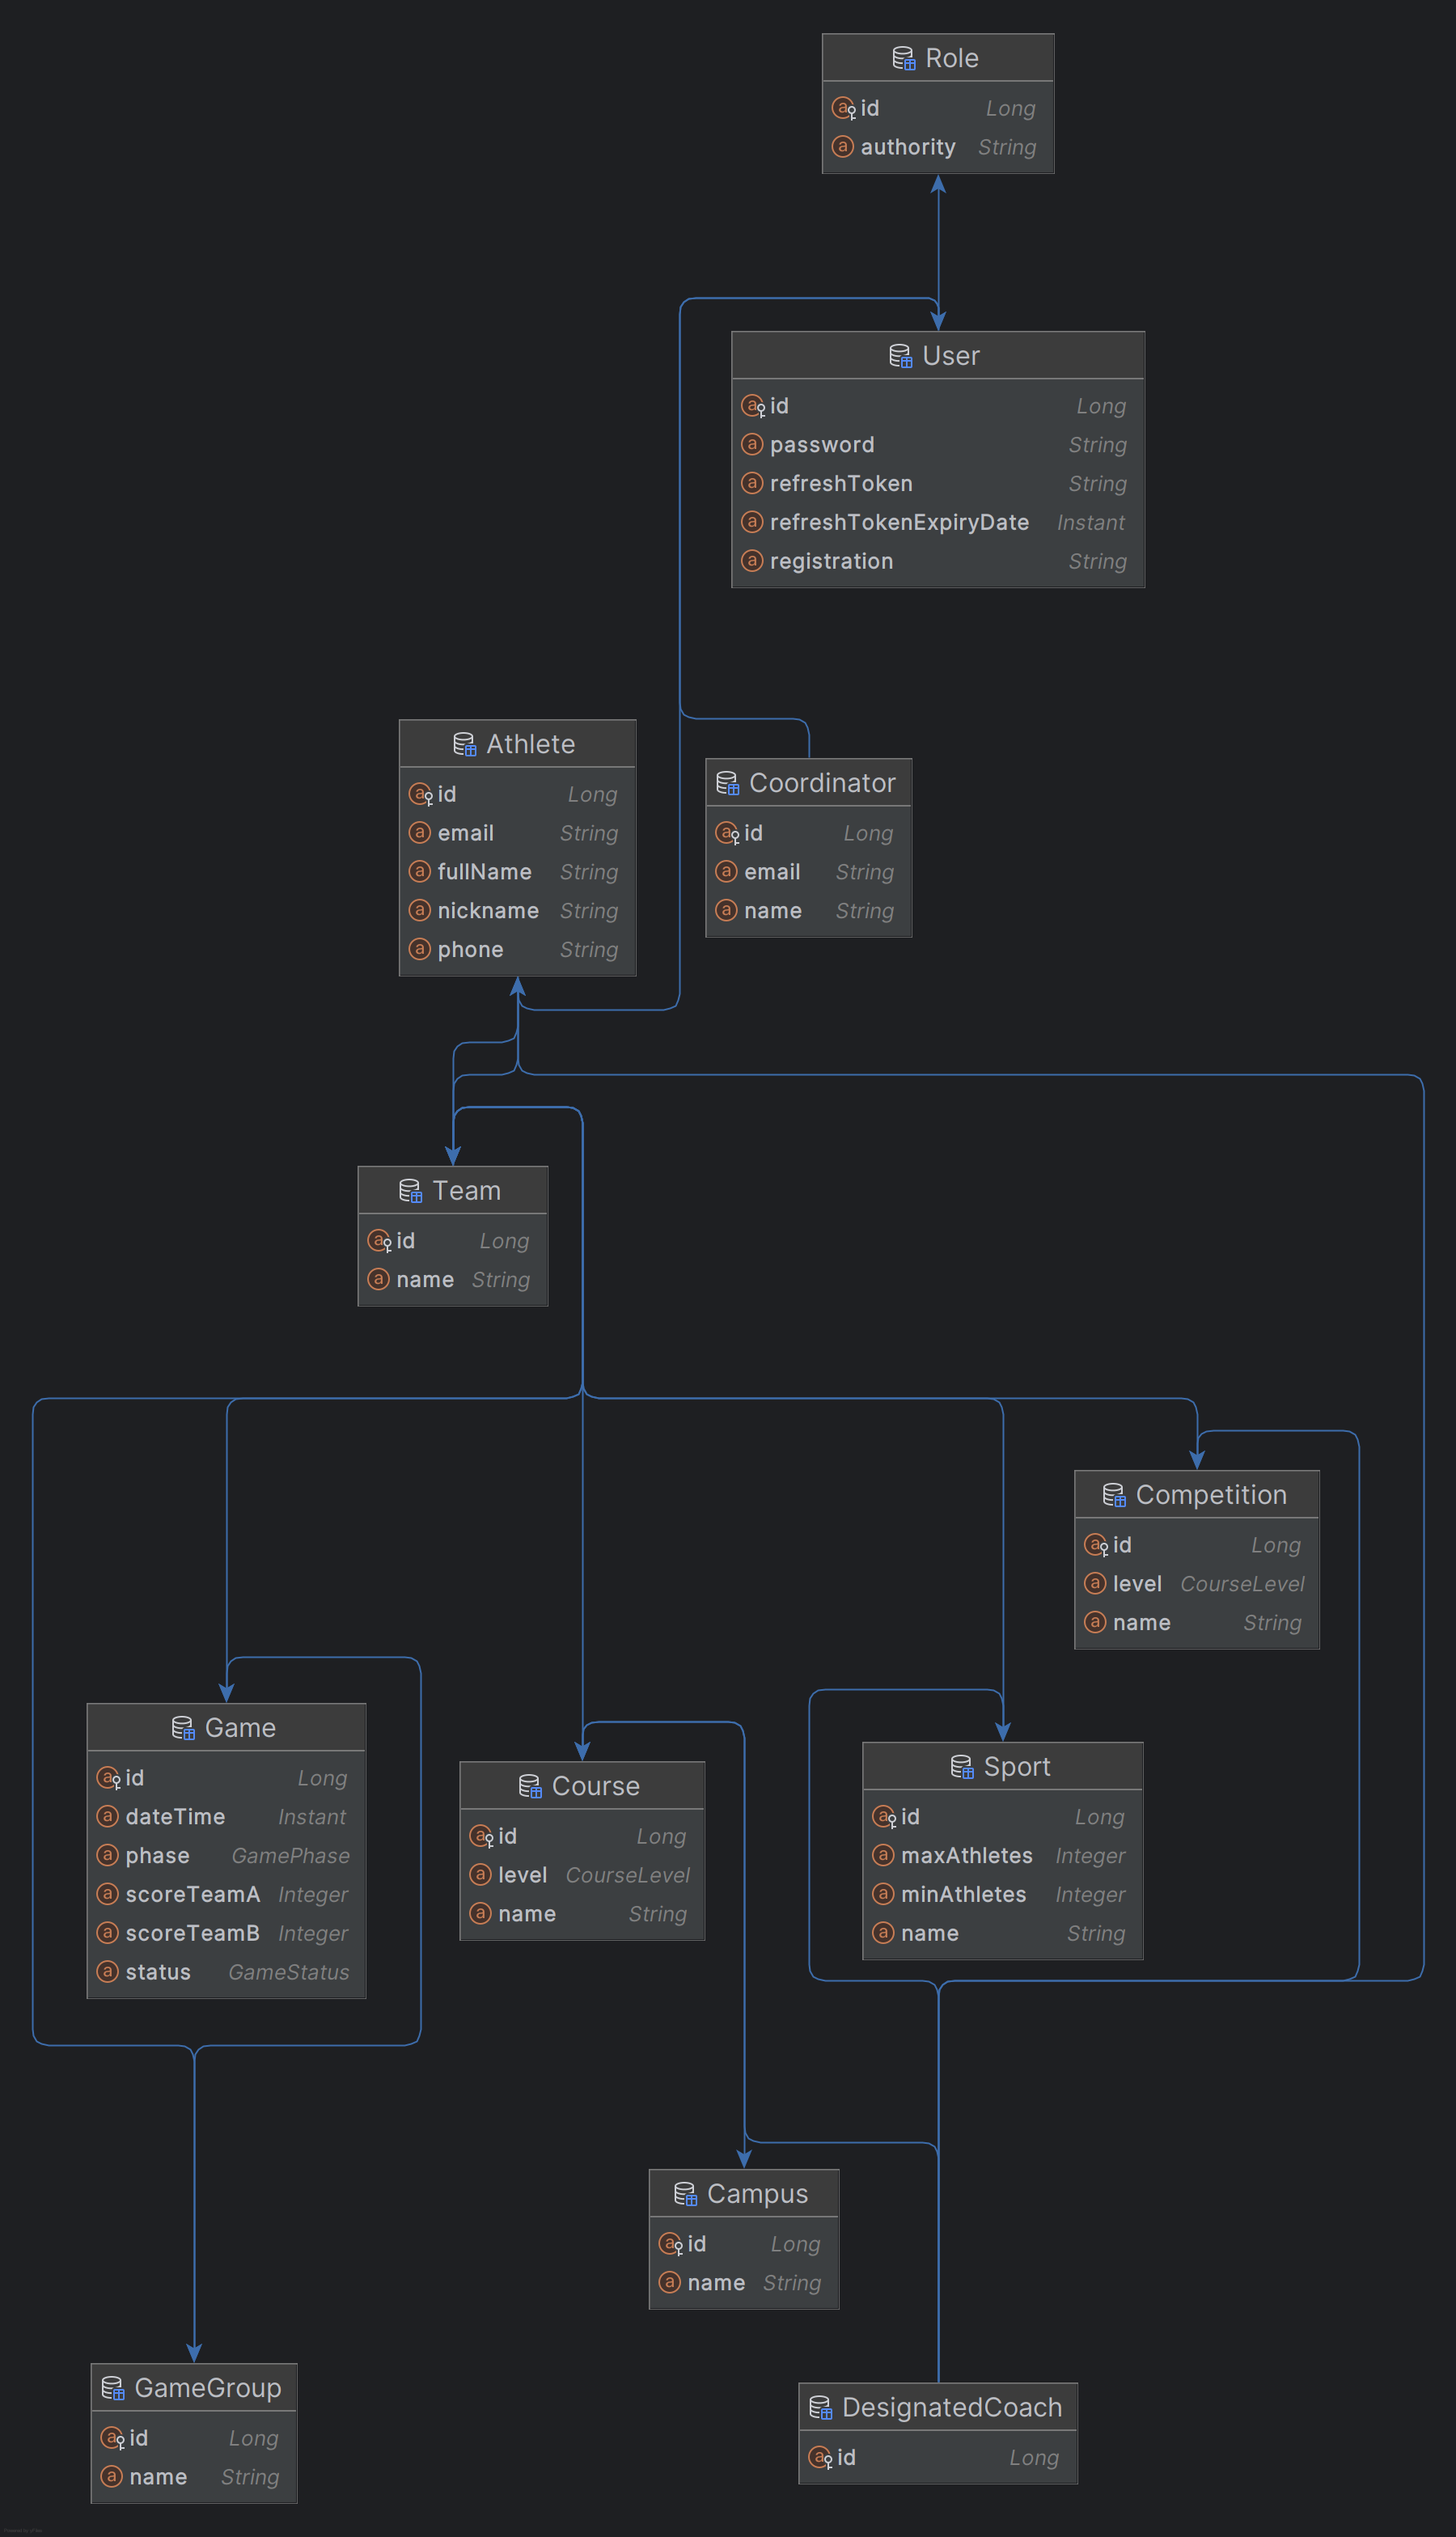 Role
id Long
authority String
User
id Long
password String
refreshToken String
refreshTokenExpiryDate Instant
registration String
Athlete
id Long
email String
fullName String
nickname String
phone String
Coordinator
id Long
email String
name String
Team
id Long
name String
Competition
id Long
level CourseLevel
name String
Game
id Long
dateTime Instant
phase GamePhase
scoreTeamA Integer
scoreTeamB Integer
status GameStatus
Course
id Long
level CourseLevel
name String
Sport
id Long
maxAthletes Integer
minAthletes Integer
name String
Campus
id Long
name String
GameGroup
id Long
name String
DesignatedCoach
id Long